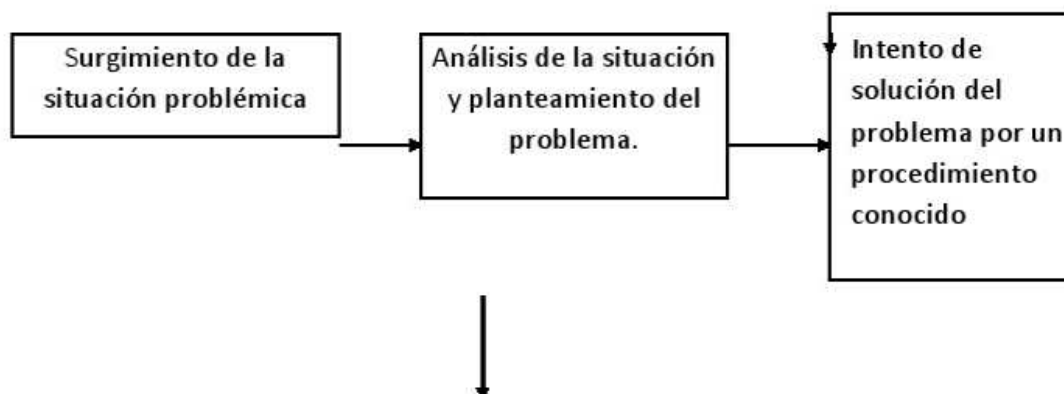 Surgimiento de la
situación problémica
Análisis de la situación
y planteamiento del
problema.
Intento de
solución del
problema por un
procedimiento
conocido